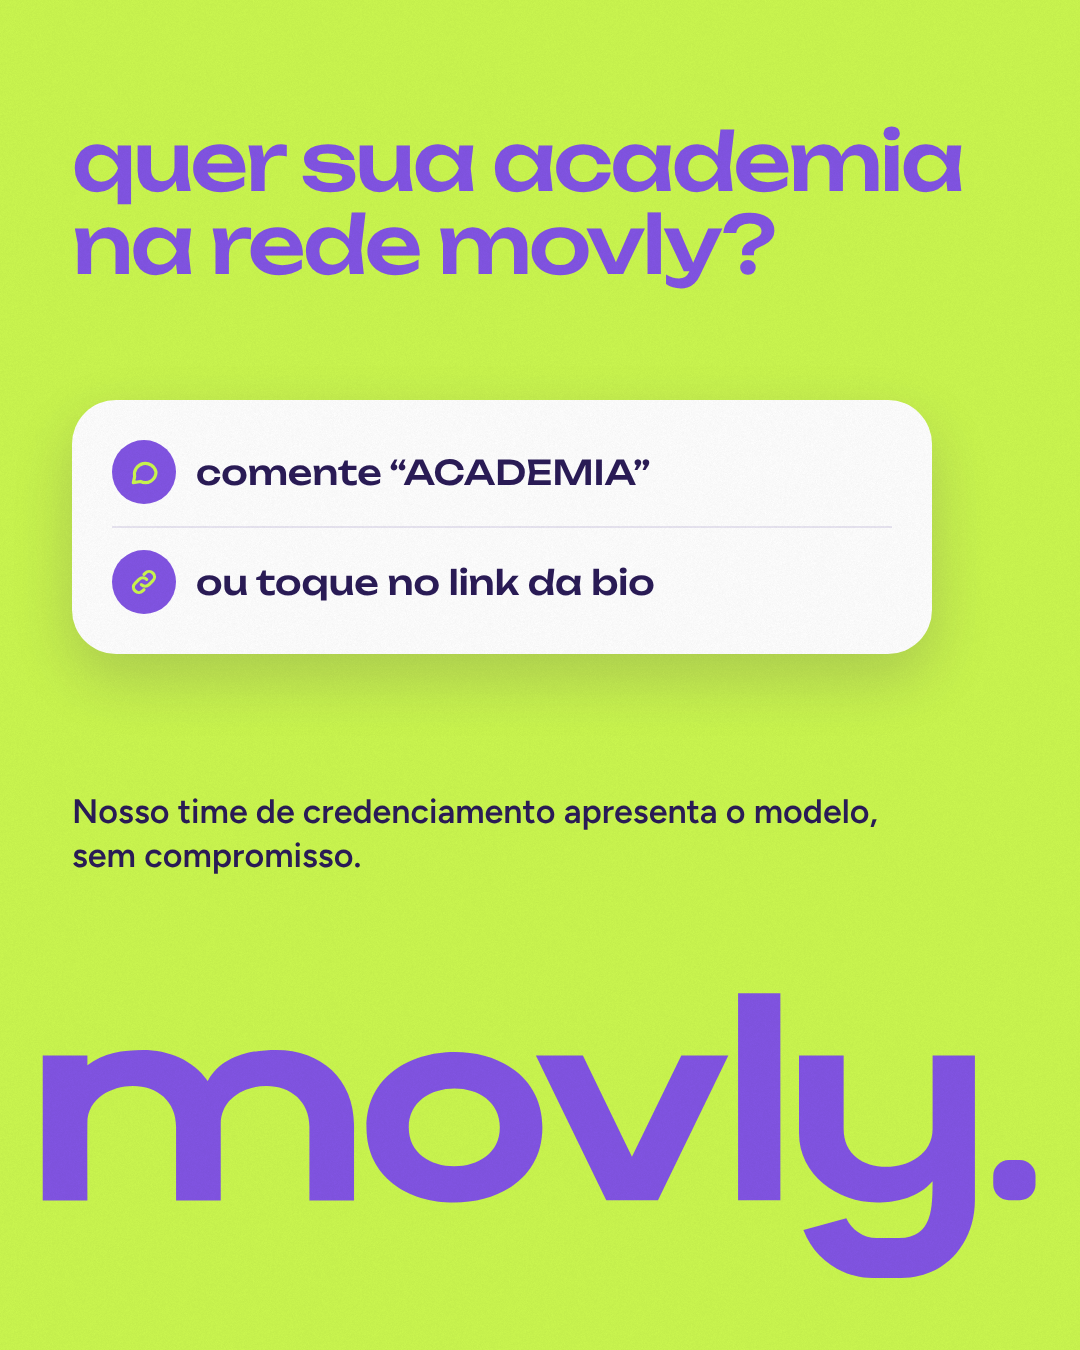 quer sua academia
na rede movly?
comente “ACADEMIA”
ou toque no link da bio
Nosso time de credenciamento apresenta o modelo,
sem compromisso.
movly.